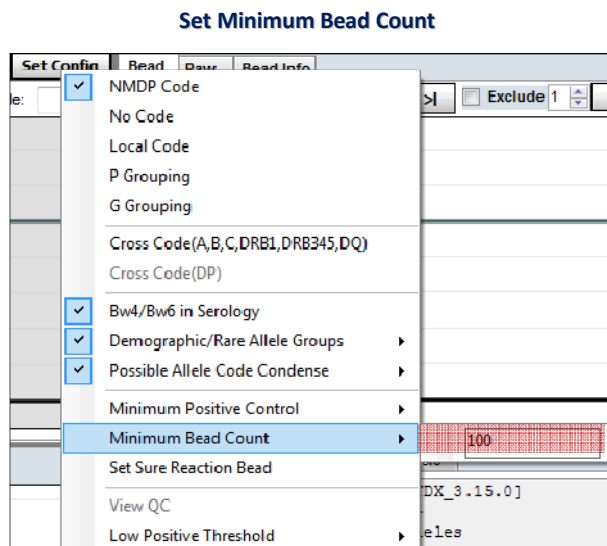 Set Minimum Bead Count
Set Config Bead Raws Bead Info
le: >| Exclude 1
NMDP Code
No Code
Local Code
P Grouping
G Grouping
Cross Code(A,B,C,DRB1,DRB345,DQ)
Cross Code(DP)
Bw4/Bw6 in Serology
Demographic/Rare Allele Groups
Possible Allele Code Condense
Minimum Positive Control
Minimum Bead Count 100
Set Sure Reaction Bead
DX_3.15.0]
View QC
Low Positive Threshold eles